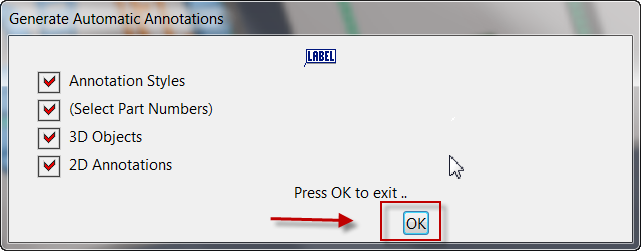 Generate Automatic Annotations
LABEL
Annotation Styles
(Select Part Numbers)
3D Objects
2D Annotations
Press OK to exit ..
OK